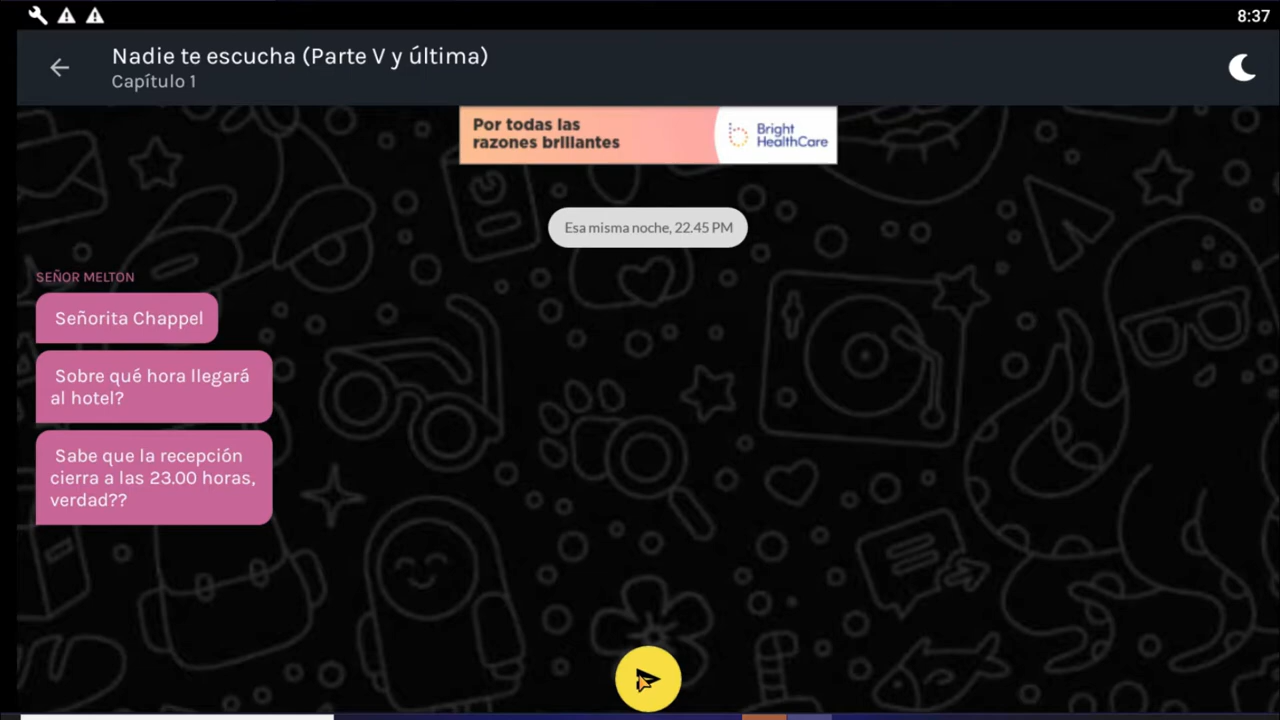 8:37
Nadie te escucha (Parte V y última)
Capítulo 1
Por todas las
razones brillantes
Bright
HealthCare
Esa misma noche, 22.45 PM
SEÑOR MELTON
Señorita Chappel
Sobre qué hora llegará
al hotel?
Sabe que la recepción
cierra a las 23.00 horas,
verdad??